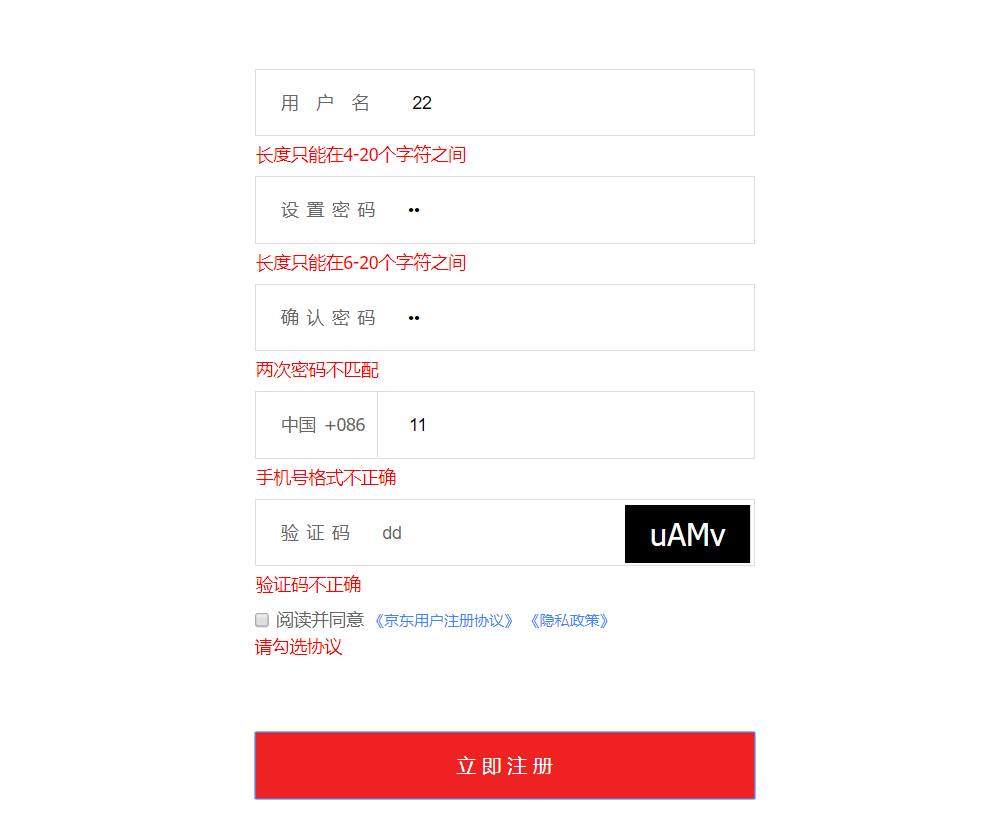 用 户 名 22
长度只能在4-20个字符之间
设 置 密 码 ••
长度只能在6-20个字符之间
确 认 密 码 ••
两次密码不匹配
中国 +086 11
手机号格式不正确
验 证 码 dd uAMv
验证码不正确
阅读并同意 《京东用户注册协议》 《隐私政策》
请勾选协议
立即注册